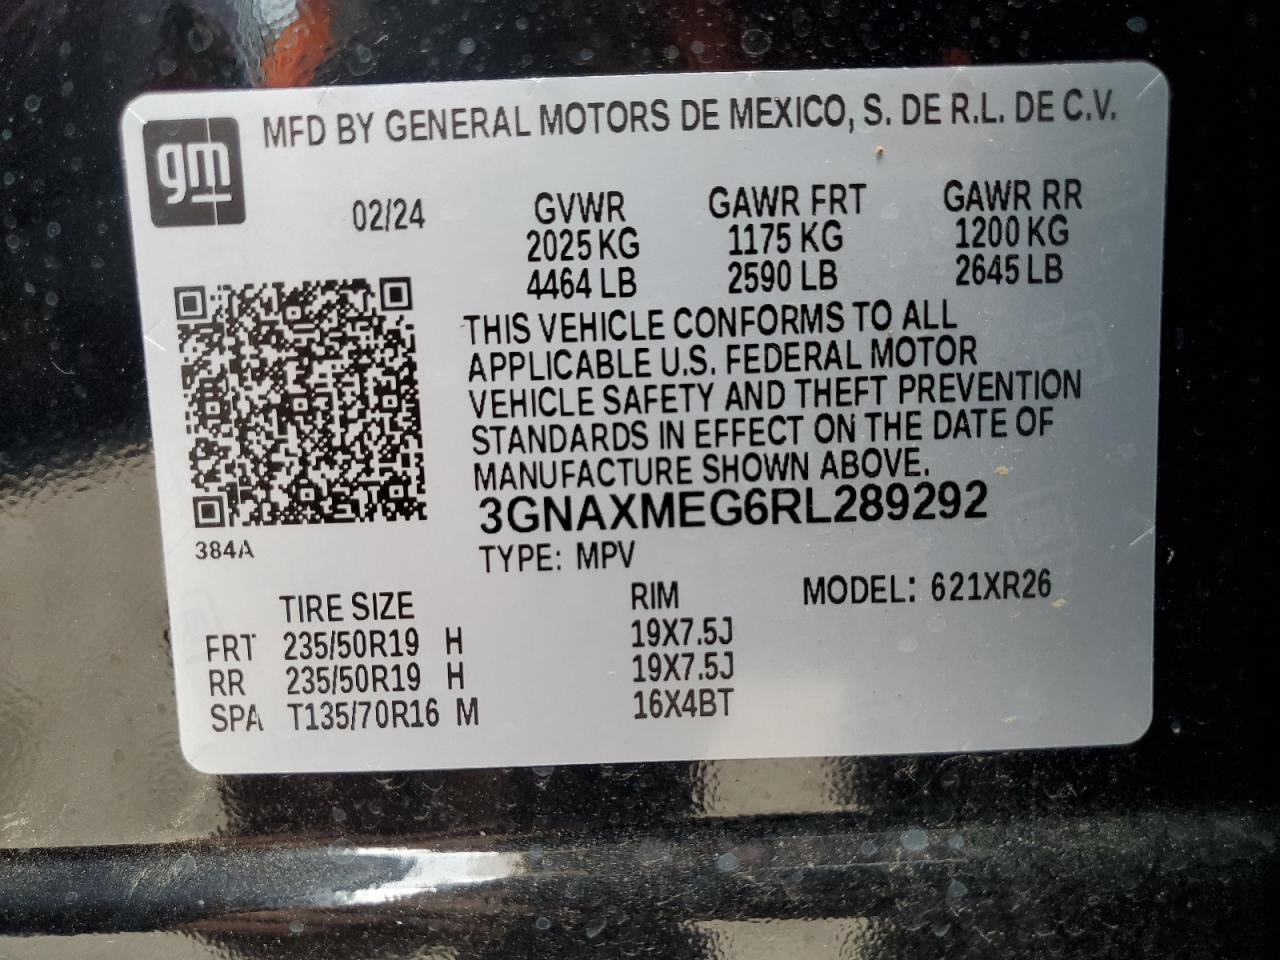 gm
MFD BY GENERAL MOTORS DE MEXICO, S. DE R.L. DE C.V.
02/24
GVWR GAWR FRT GAWR RR
2025 KG 1175 KG 1200 KG
4464 LB 2590 LB 2645 LB
THIS VEHICLE CONFORMS TO ALL
APPLICABLE U.S. FEDERAL MOTOR
VEHICLE SAFETY AND THEFT PREVENTION
STANDARDS IN EFFECT ON THE DATE OF
MANUFACTURE SHOWN ABOVE.
3GNAXMEG6RL289292
384A
TYPE: MPV
TIRE SIZE RIM MODEL: 621XR26
FRT 235/50R19 H 19X7.5J
RR 235/50R19 H 19X7.5J
SPA T135/70R16 M 16X4BT